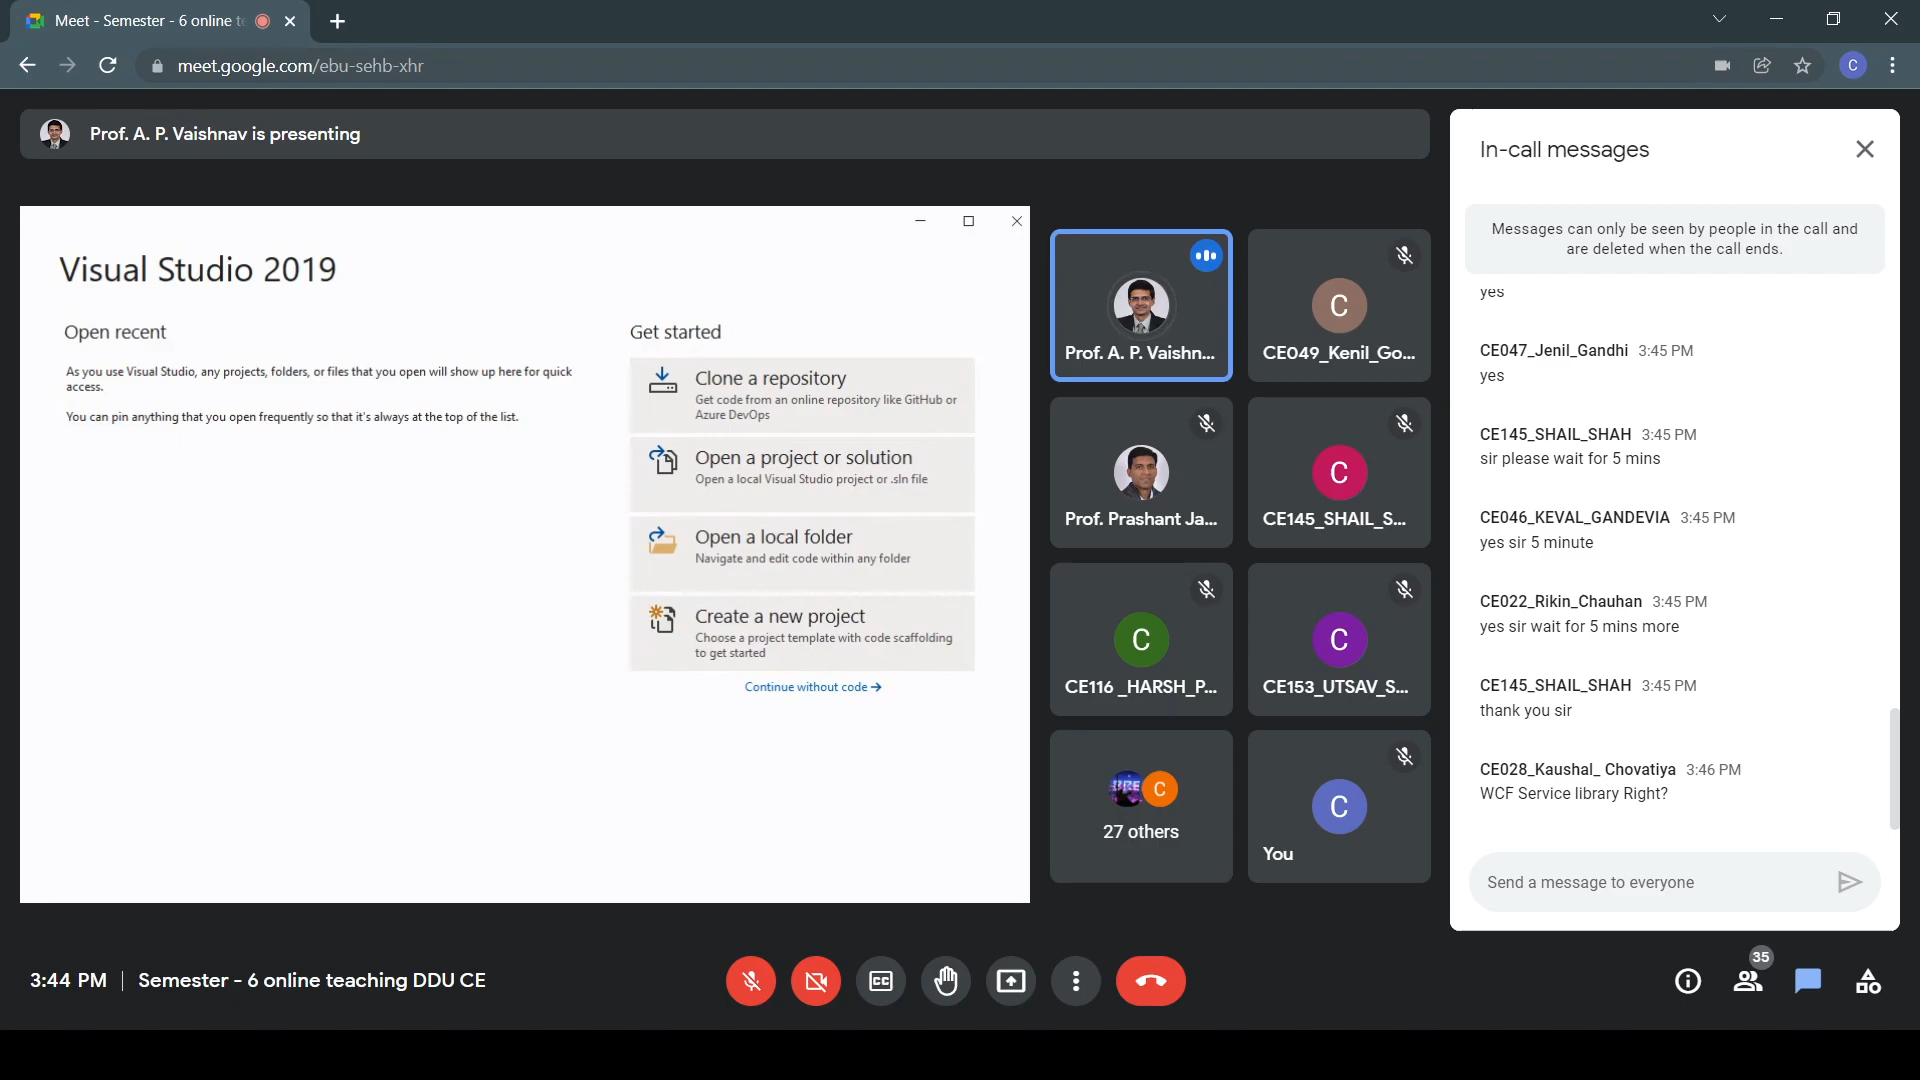 Meet - Semester - 6 online te
meet.google.com/ebu-sehb-xhr
C
Prof. A. P. Vaishnav is presenting
Visual Studio 2019
Open recent
As you use Visual Studio, any projects, folders, or files that you open will show up here for quick
access.
You can pin anything that you open frequently so that it's always at the top of the list.
Get started
Clone a repository
Get code from an online repository like GitHub or
Azure DevOps
Open a project or solution
Open a local Visual Studio project or .sln file
Open a local folder
Navigate and edit code within any folder
Create a new project
Choose a project template with code scaffolding
to get started
Continue without code →
Prof. A. P. Vaishn...
C
CE049_Kenil_Go...
Prof. Prashant Ja...
C
CE145_SHAIL_S...
C
CE116 _HARSH_P...
C
CE153_UTSAV_S...
C
27 others
C
You
In-call messages
Messages can only be seen by people in the call and
are deleted when the call ends.
yes
CE047_Jenil_Gandhi 3:45 PM
yes
CE145_SHAIL_SHAH 3:45 PM
sir please wait for 5 mins
CE046_KEVAL_GANDEVIA 3:45 PM
yes sir 5 minute
CE022_Rikin_Chauhan 3:45 PM
yes sir wait for 5 mins more
CE145_SHAIL_SHAH 3:45 PM
thank you sir
CE028_Kaushal_ Chovatiya 3:46 PM
WCF Service library Right?
Send a message to everyone
3:44 PM | Semester - 6 online teaching DDU CE
CC
35